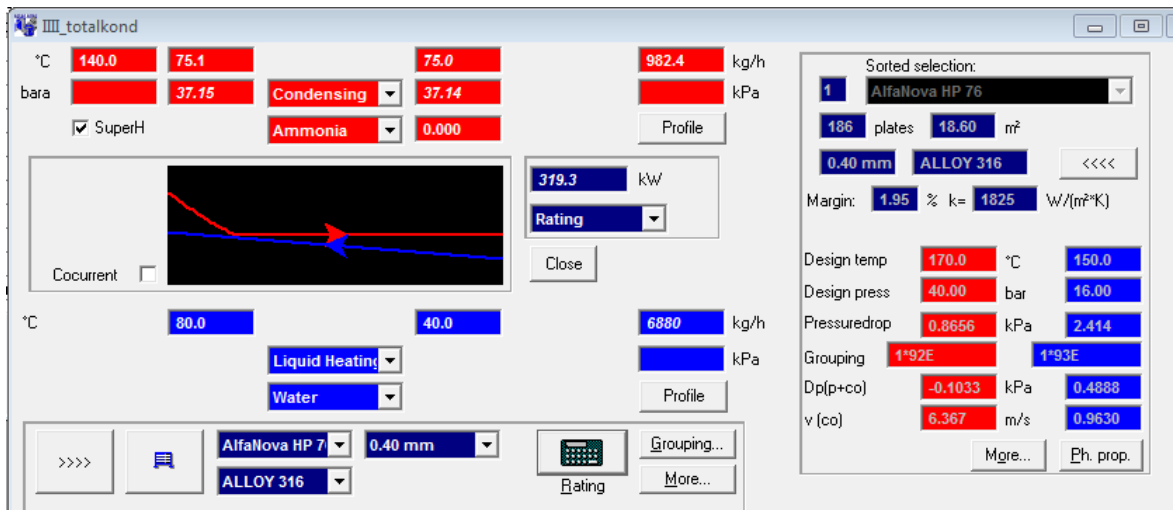 IIII_totalkond
°C 140.0 75.1 75.0 982.4 kg/h
bara 37.15 Condensing 37.14 kPa
SuperH Ammonia 0.000 Profile
319.3 kW
Rating
Cocurrent Close
°C 80.0 40.0 6880 kg/h
Liquid Heating kPa
Water Profile
>>>> AlfaNova HP 7 0.40 mm Grouping...
ALLOY 316 Rating More...
Sorted selection:
1 AlfaNova HP 76
186 plates 18.60 m²
0.40 mm ALLOY 316 <<<<
Margin: 1.95 % k= 1825 W/(m²*K)
Design temp 170.0 °C 150.0
Design press 40.00 bar 16.00
Pressuredrop 0.8656 kPa 2.414
Grouping 1*92E 1*93E
Dp(p+co) -0.1033 kPa 0.4888
v (co) 6.367 m/s 0.9630
More... Ph. prop.